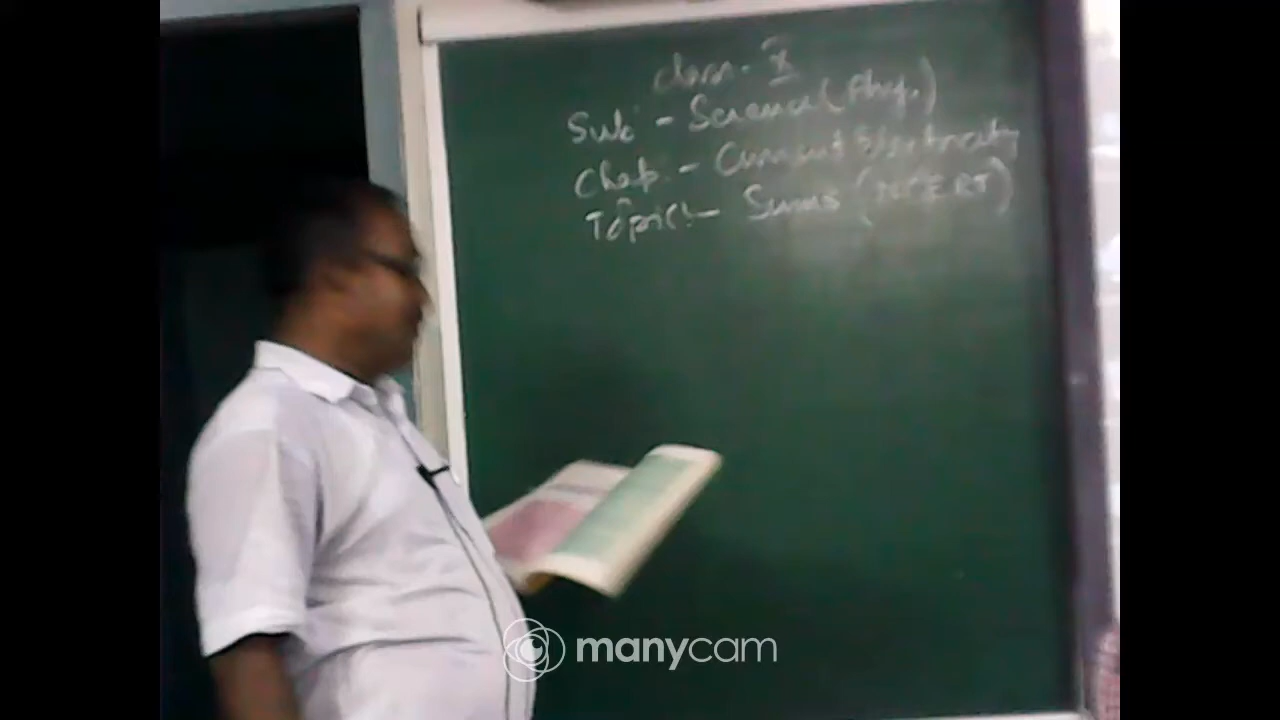 Class - X
Sub - Science (Phy.)
Chap - Current Electricity
Topic:- Sums (NCERT)
manycam